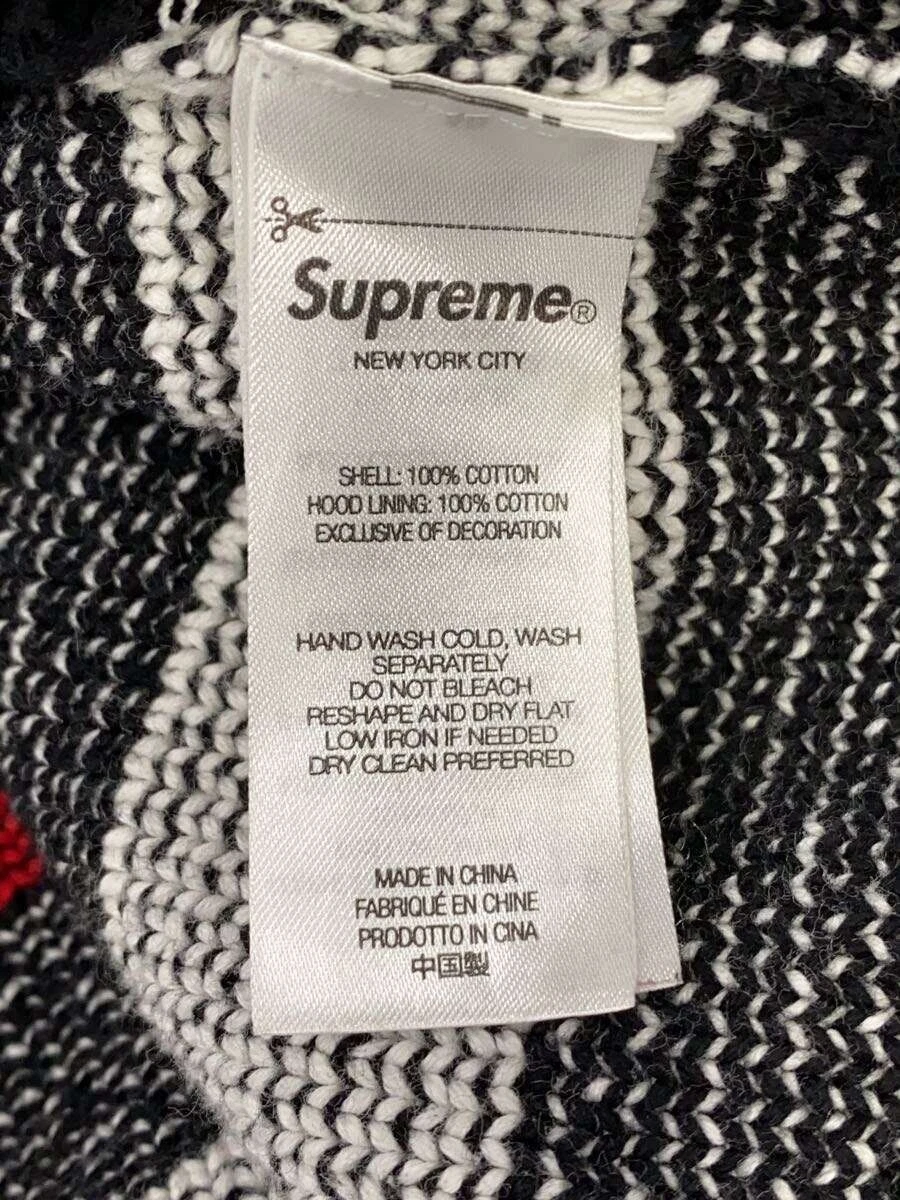 Supreme®
NEW YORK CITY
SHELL: 100% COTTON
HOOD LINING: 100% COTTON
EXCLUSIVE OF DECORATION
HAND WASH COLD, WASH
SEPARATELY
DO NOT BLEACH
RESHAPE AND DRY FLAT
LOW IRON IF NEEDED
DRY CLEAN PREFERRED
MADE IN CHINA
FABRIQUÉ EN CHINE
PRODOTTO IN CINA
中国製